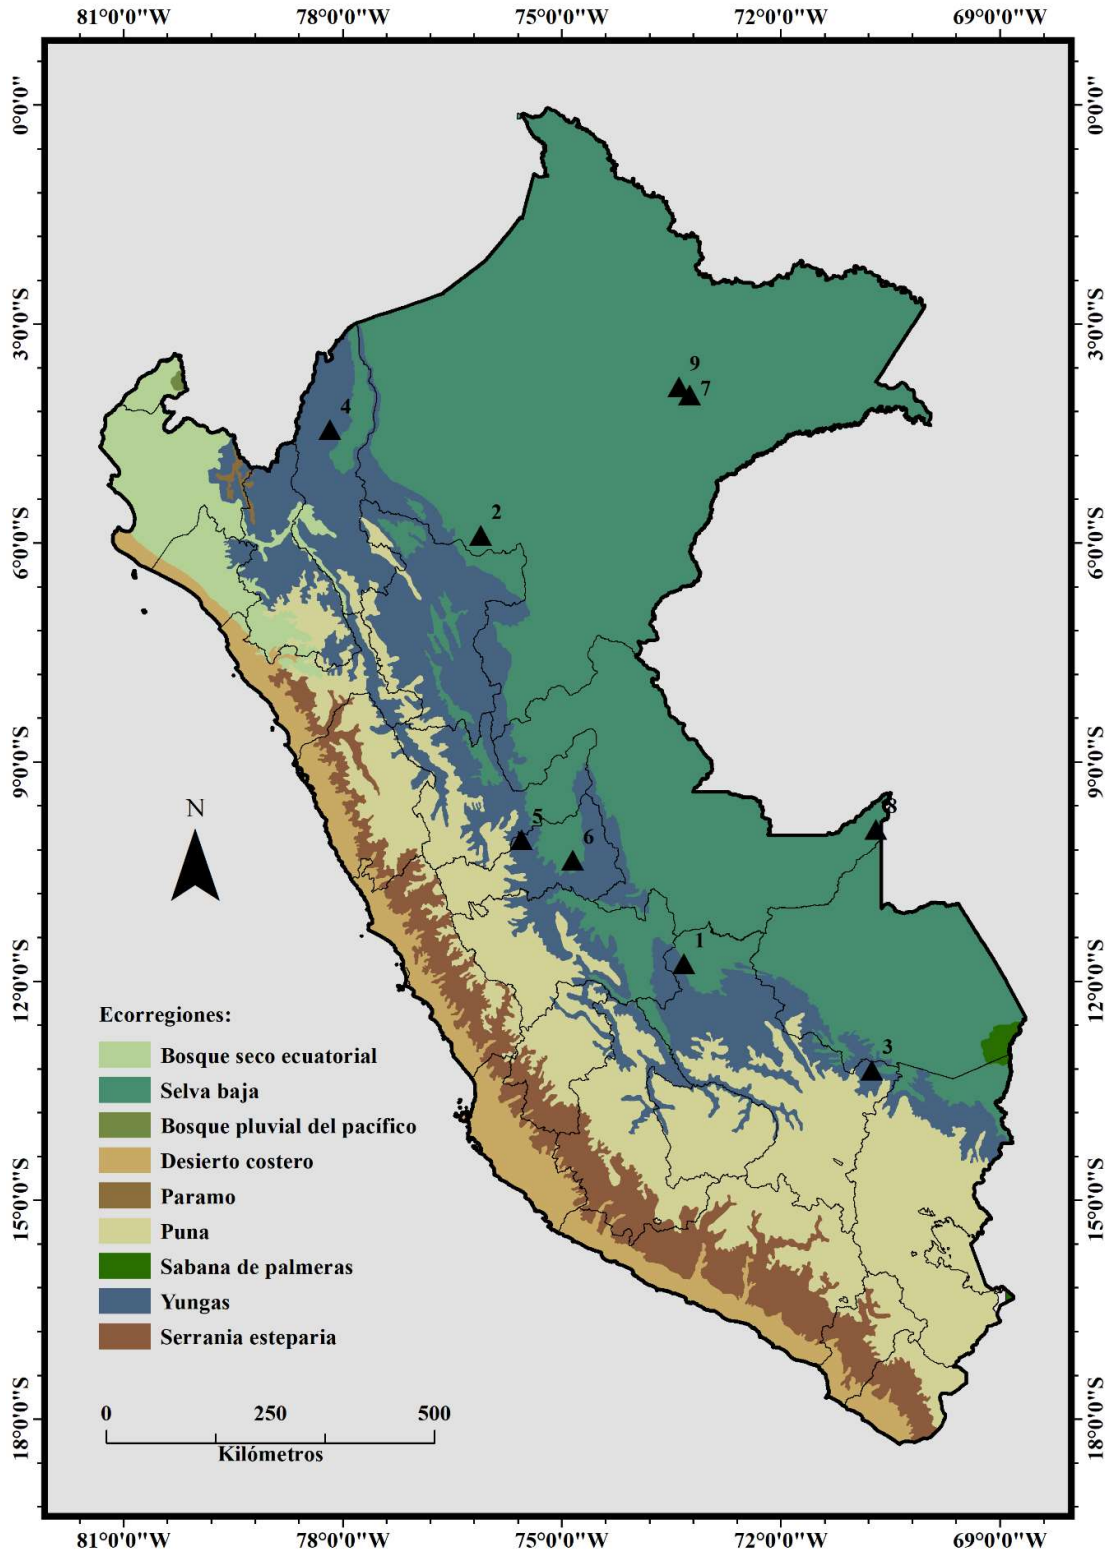 81°0'0"W 78°0'0"W 75°0'0"W 72°0'0"W 69°0'0"W
0°0'0" 0°0'0"
3°0'0"S 3°0'0"S
9
7
4
2
6°0'0"S 6°0'0"S
9°0'0"S 9°0'0"S
8
5
6
N
1
12°0'0"S 12°0'0"S
3
Ecorregiones:
Bosque seco ecuatorial
Selva baja
Bosque pluvial del pacífico
Desierto costero
Paramo
Puna
Sabana de palmeras
Yungas
Serrania esteparia
15°0'0"S 15°0'0"S
0 250 500
Kilómetros
18°0'0"S 18°0'0"S
81°0'0"W 78°0'0"W 75°0'0"W 72°0'0"W 69°0'0"W